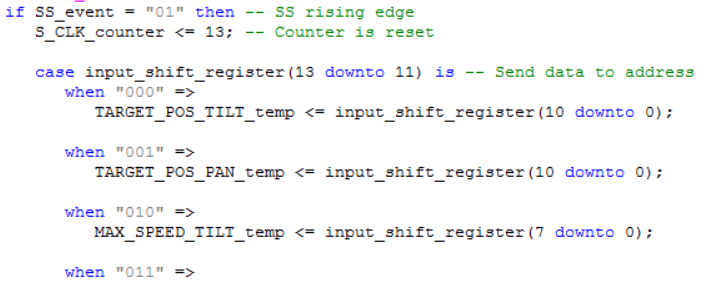 if SS_event = "01" then -- SS rising edge
S_CLK_counter <= 13; -- Counter is reset
case input_shift_register(13 downto 11) is -- Send data to address
when "000" =>
TARGET_POS_TILT_temp <= input_shift_register(10 downto 0);
when "001" =>
TARGET_POS_PAN_temp <= input_shift_register(10 downto 0);
when "010" =>
MAX_SPEED_TILT_temp <= input_shift_register(7 downto 0);
when "011" =>